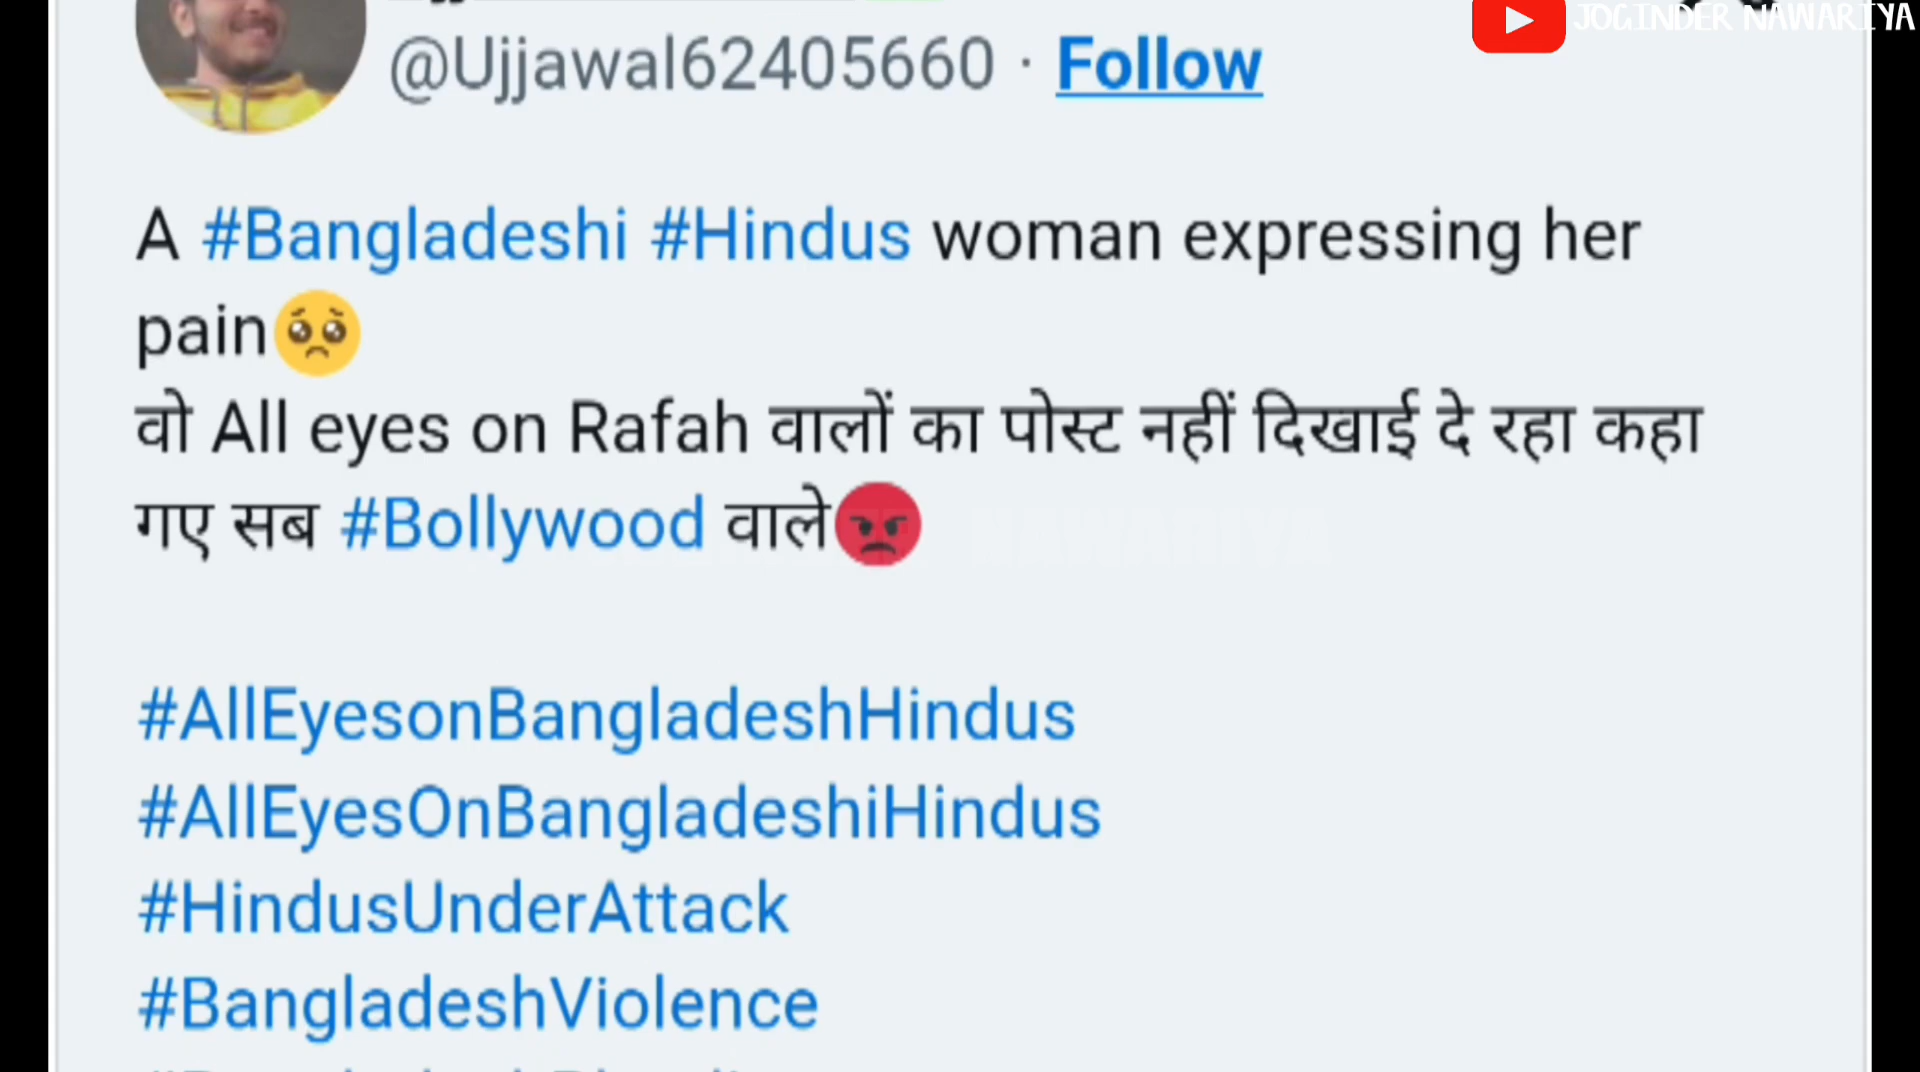 JOGINDER NAWARIYA
@Ujjawal62405660 · Follow
A #Bangladeshi #Hindus woman expressing her
pain🥺
वो All eyes on Rafah वालों का पोस्ट नहीं दिखाई दे रहा कहा
गए सब #Bollywood वाले😡
NAWARIYA
#AllEyesonBangladeshHindus
#AllEyesOnBangladeshiHindus
#HindusUnderAttack
#BangladeshViolence